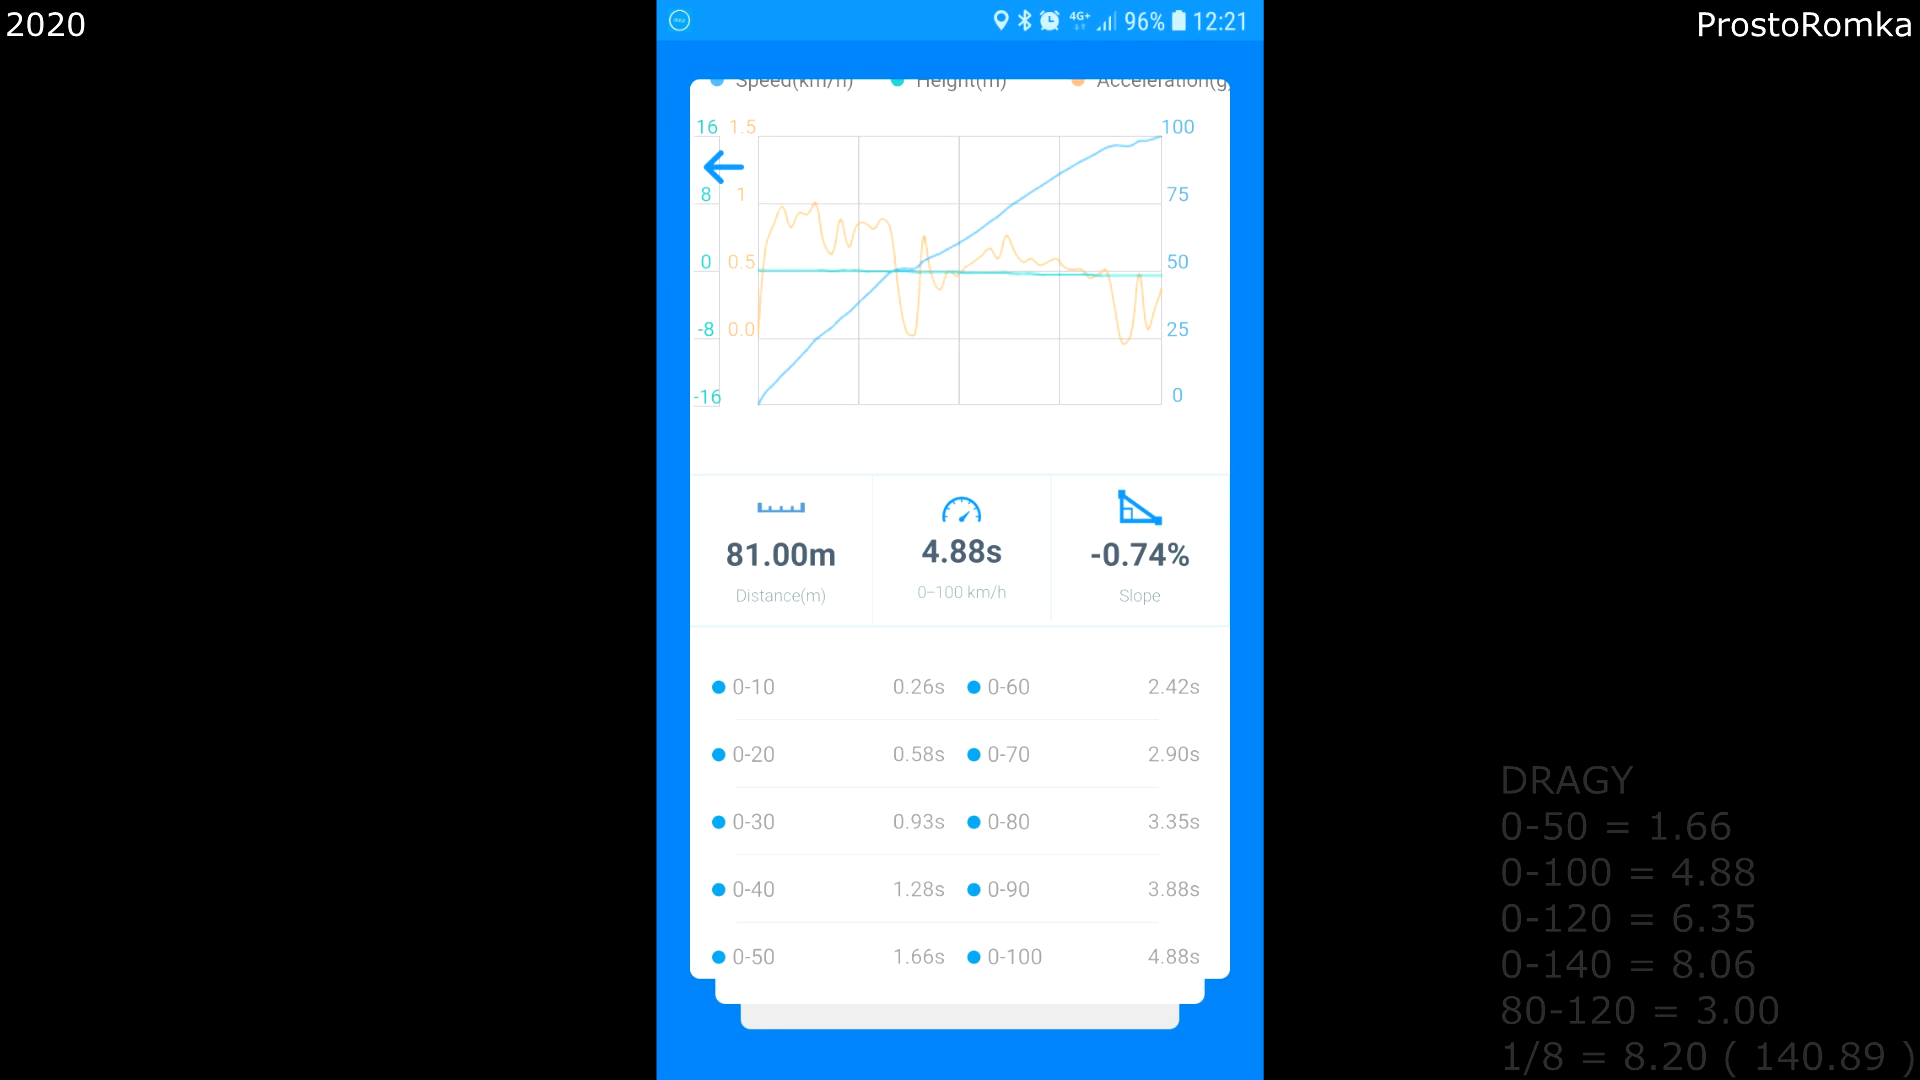 2020
ProstoRomka
4G+ 96% 12:21
Speed(km/h) Height(m) Acceleration(g
16 1.5 100
8 1 75
0 0.5 50
-8 0.0 25
-16 0
81.00m 4.88s -0.74%
Distance(m) 0–100 km/h Slope
0-10 0.26s 0-60 2.42s
0-20 0.58s 0-70 2.90s
0-30 0.93s 0-80 3.35s
0-40 1.28s 0-90 3.88s
0-50 1.66s 0-100 4.88s
DRAGY
0-50 = 1.66
0-100 = 4.88
0-120 = 6.35
0-140 = 8.06
80-120 = 3.00
1/8 = 8.20 ( 140.89 )